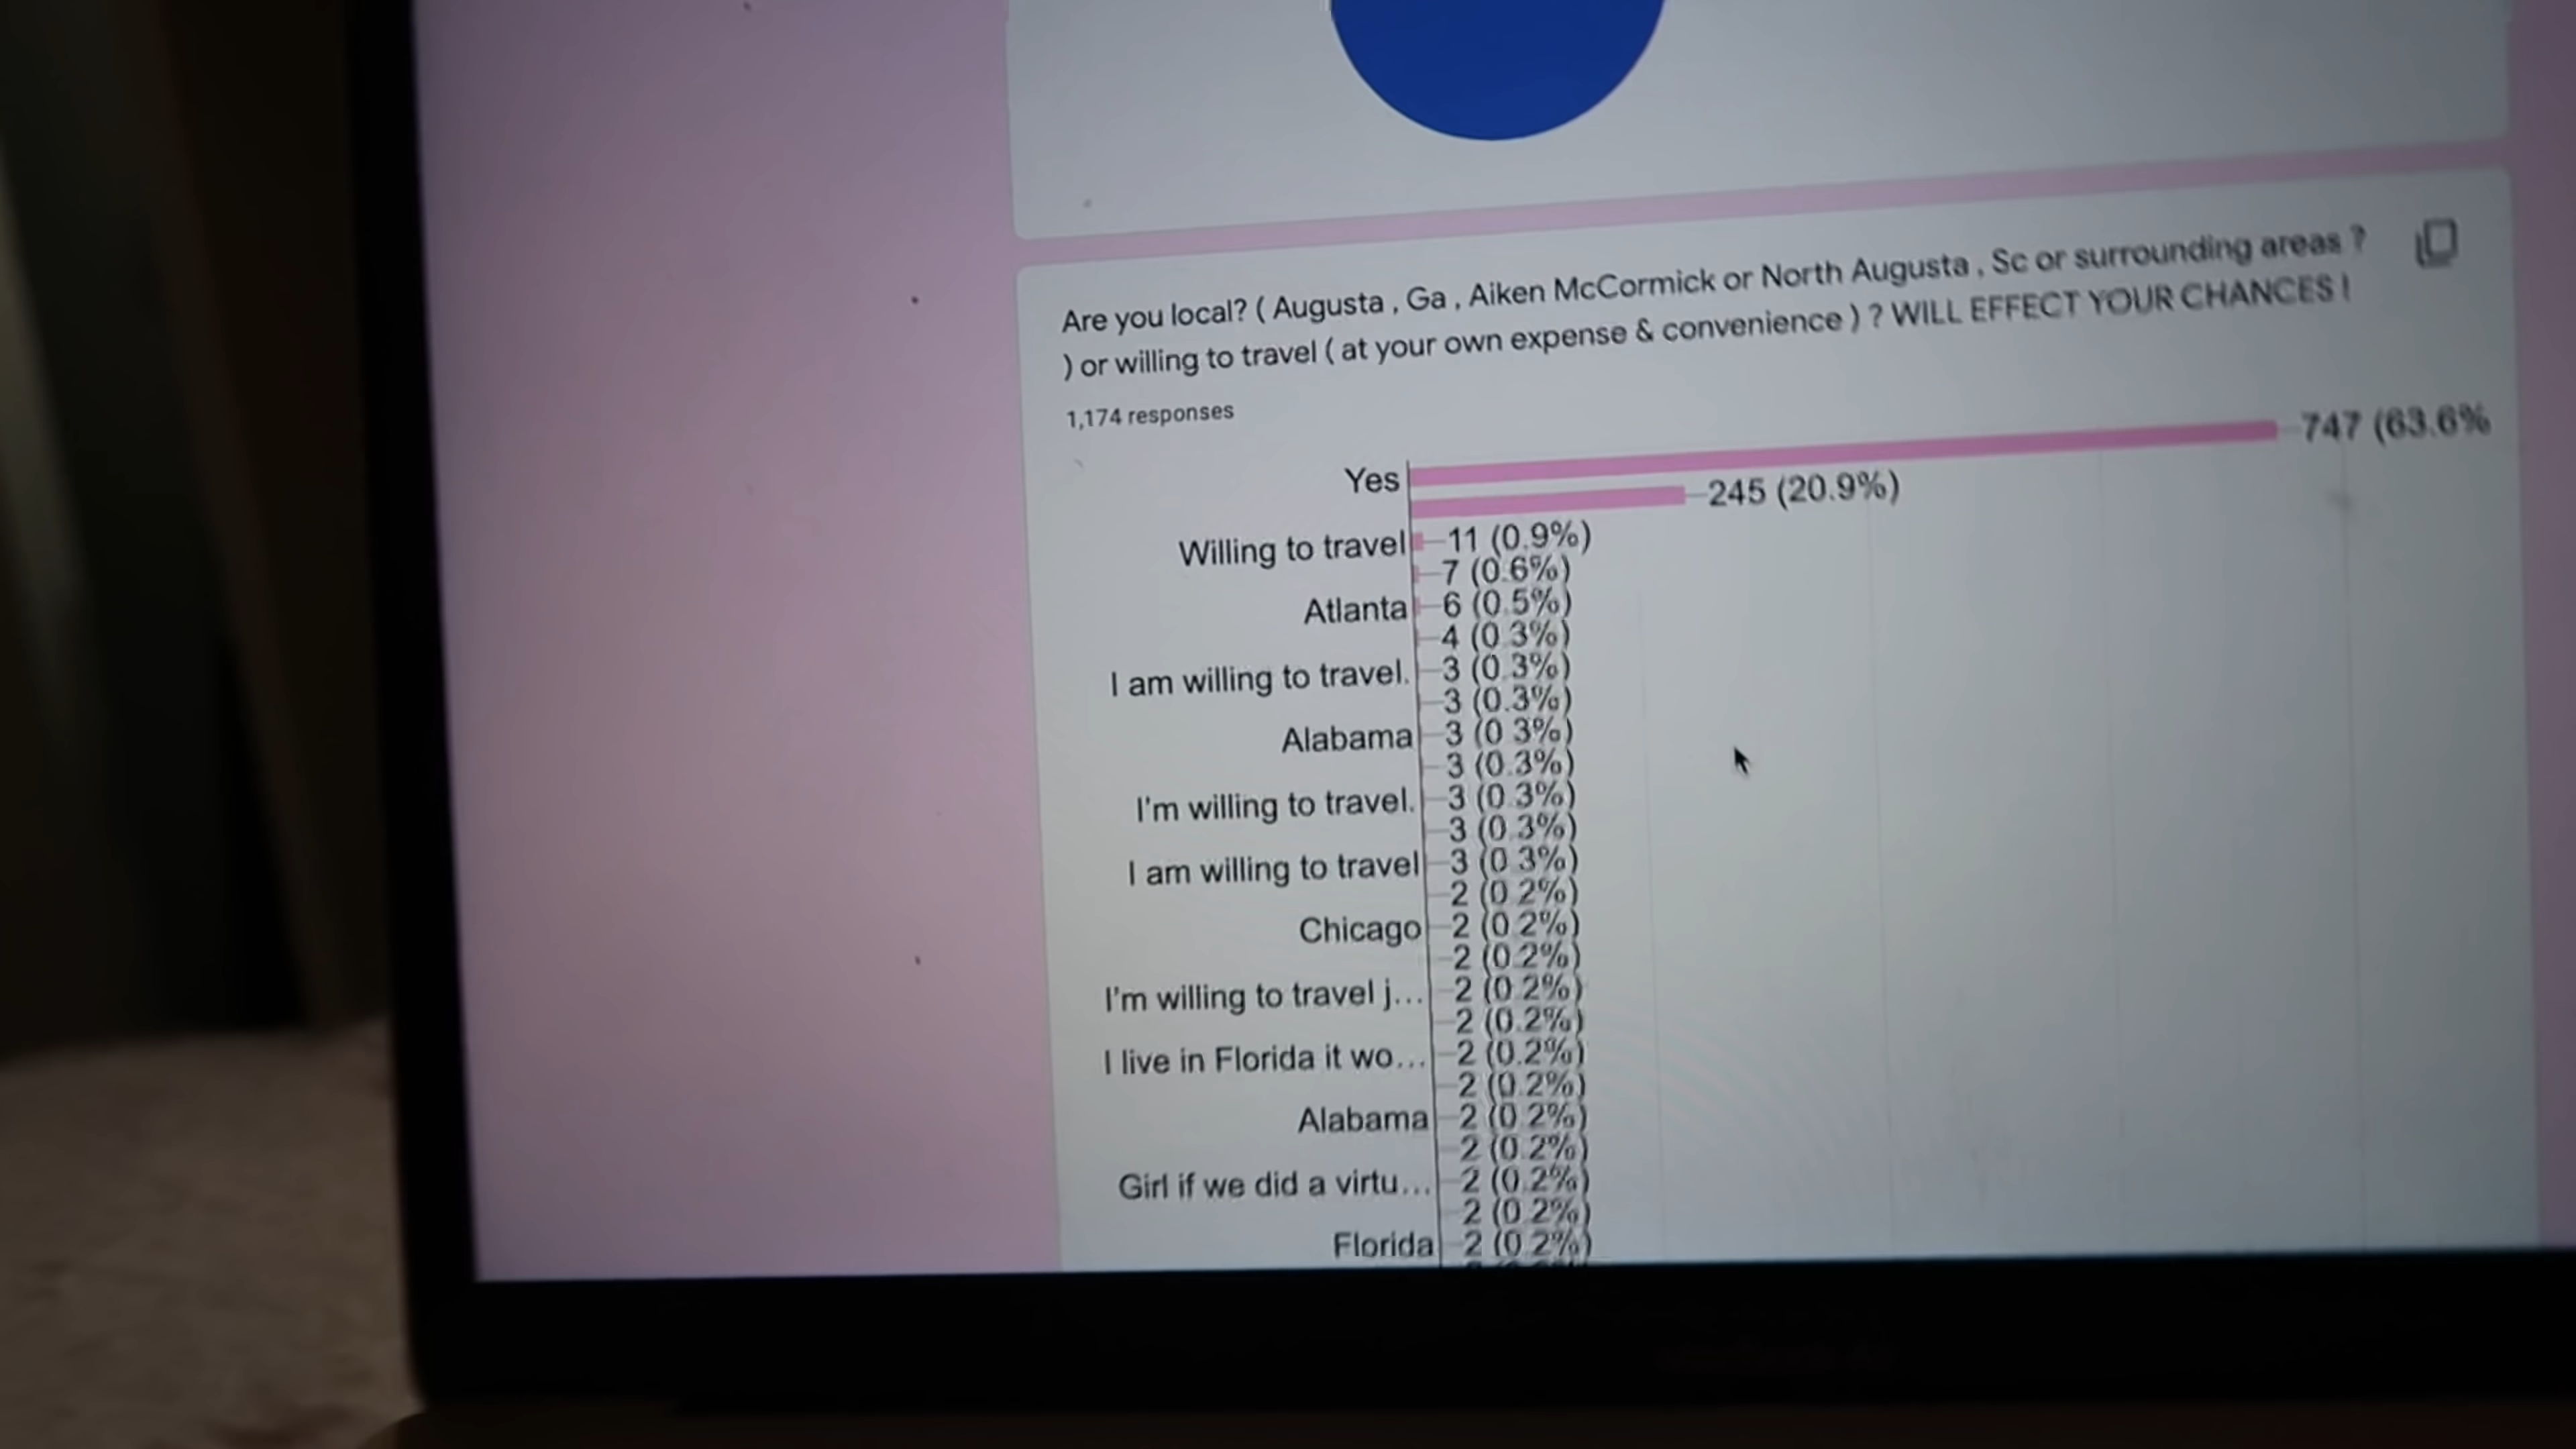 Are you local? ( Augusta , Ga , Aiken McCormick or North Augusta , Sc or surrounding areas ?
) or willing to travel ( at your own expense & convenience ) ? WILL EFFECT YOUR CHANCES !
1,174 responses
Yes 747 (63.6%
245 (20.9%)
Willing to travel 11 (0.9%)
7 (0.6%)
Atlanta 6 (0.5%)
4 (0.3%)
I am willing to travel. 3 (0.3%)
3 (0.3%)
Alabama 3 (0.3%)
3 (0.3%)
I'm willing to travel. 3 (0.3%)
3 (0.3%)
I am willing to travel 3 (0.3%)
2 (0.2%)
Chicago 2 (0.2%)
2 (0.2%)
I'm willing to travel j... 2 (0.2%)
2 (0.2%)
I live in Florida it wo... 2 (0.2%)
2 (0.2%)
Alabama 2 (0.2%)
2 (0.2%)
Girl if we did a virtu... 2 (0.2%)
2 (0.2%)
Florida 2 (0.2%)